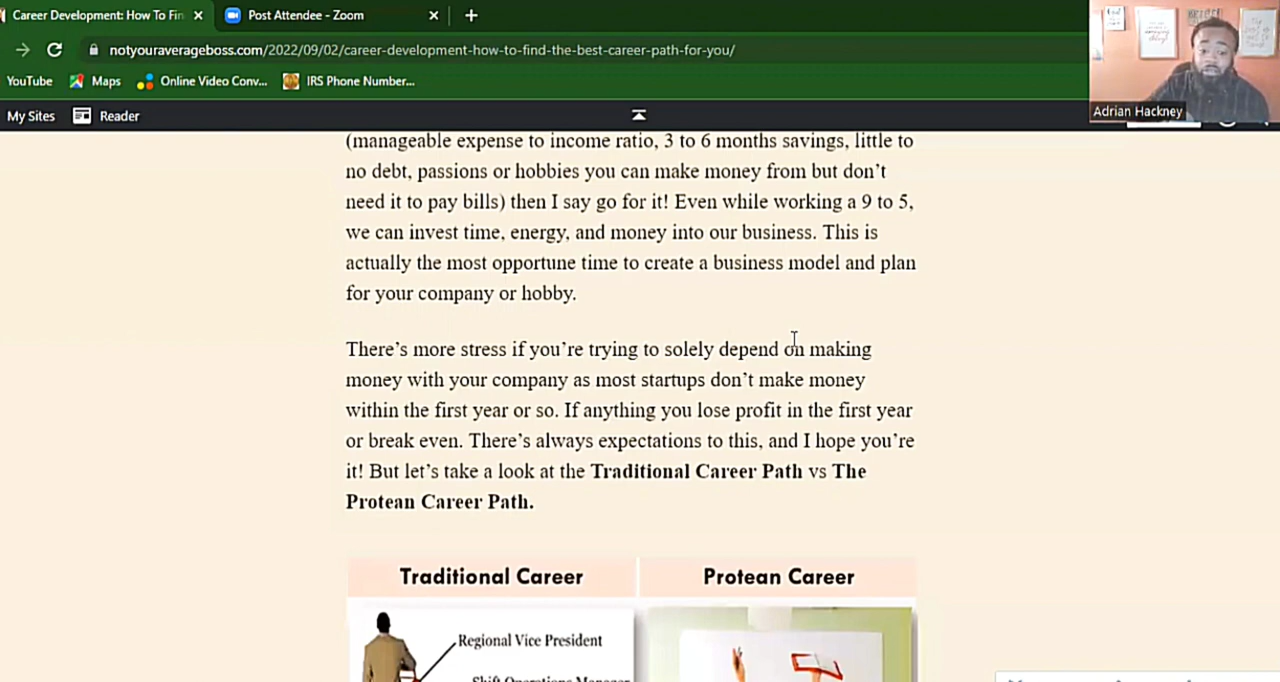 Career Development: How To Fin
Post Attendee - Zoom
notyouraverageboss.com/2022/09/02/career-development-how-to-find-the-best-career-path-for-you/
YouTube
Maps
Online Video Conv...
IRS Phone Number...
Adrian Hackney
My Sites
Reader
(manageable expense to income ratio, 3 to 6 months savings, little to
no debt, passions or hobbies you can make money from but don’t
need it to pay bills) then I say go for it! Even while working a 9 to 5,
we can invest time, energy, and money into our business. This is
actually the most opportune time to create a business model and plan
for your company or hobby.
There’s more stress if you’re trying to solely depend on making
money with your company as most startups don’t make money
within the first year or so. If anything you lose profit in the first year
or break even. There’s always expectations to this, and I hope you’re
it! But let’s take a look at the Traditional Career Path vs The
Protean Career Path.
Traditional Career
Protean Career
Regional Vice President
Shift Operations Manager